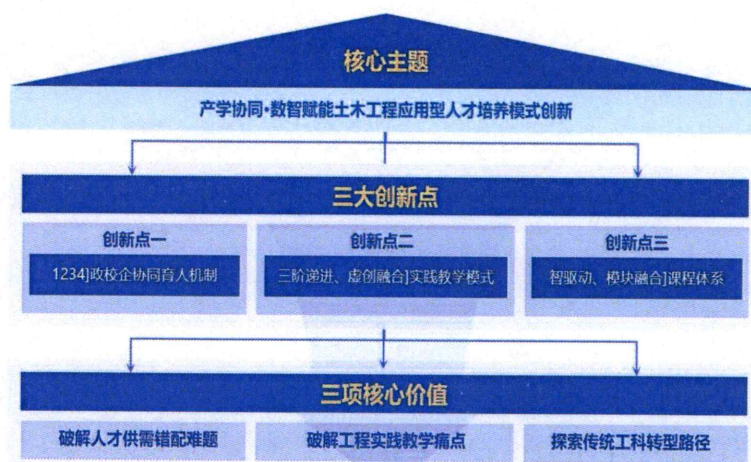 核心主题
产学协同·数智赋能土木工程应用型人才培养模式创新
三大创新点
创新点一
1234]政校企协同育人机制
创新点二
三阶递进、虚创融合]实践教学模式
创新点三
智驱动、模块融合]课程体系
三项核心价值
破解人才供需错配难题
破解工程实践教学痛点
探索传统工科转型路径